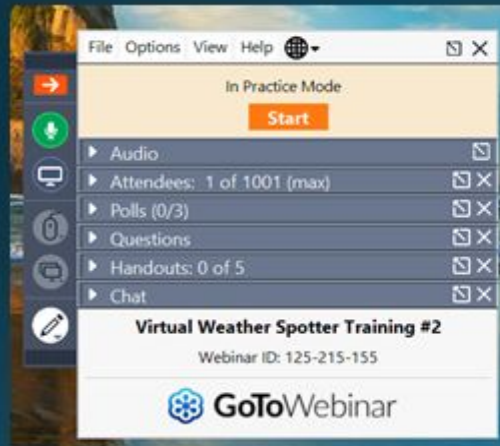 File Options View Help
In Practice Mode
Start
Audio
Attendees: 1 of 1001 (max)
Polls (0/3)
Questions
Handouts: 0 of 5
Chat
Virtual Weather Spotter Training #2
Webinar ID: 125-215-155
GoToWebinar